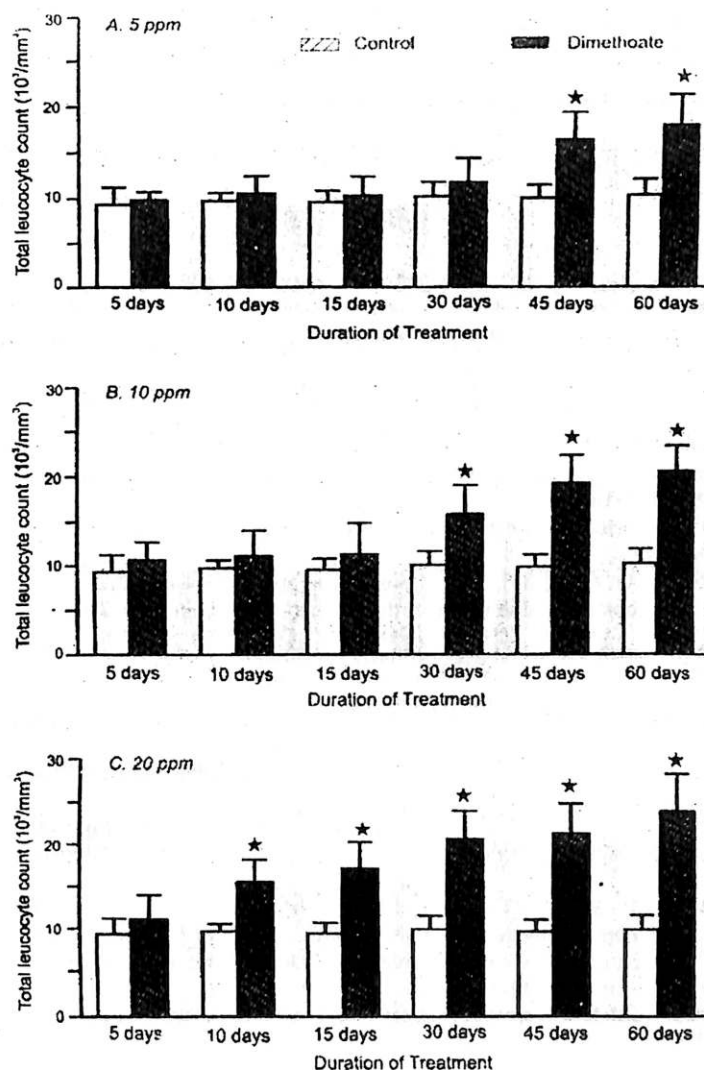 A. 5 ppm
Control
Dimethoate
Total leucocyte count (10³/mm³)
30
20
10
0
★
★
5 days
10 days
15 days
30 days
45 days
60 days
Duration of Treatment
B. 10 ppm
Total leucocyte count (10³/mm³)
30
20
10
0
★
★
★
5 days
10 days
15 days
30 days
45 days
60 days
Duration of Treatment
C. 20 ppm
Total leucocyte count (10³/mm³)
30
20
10
0
★
★
★
★
★
5 days
10 days
15 days
30 days
45 days
60 days
Duration of Treatment